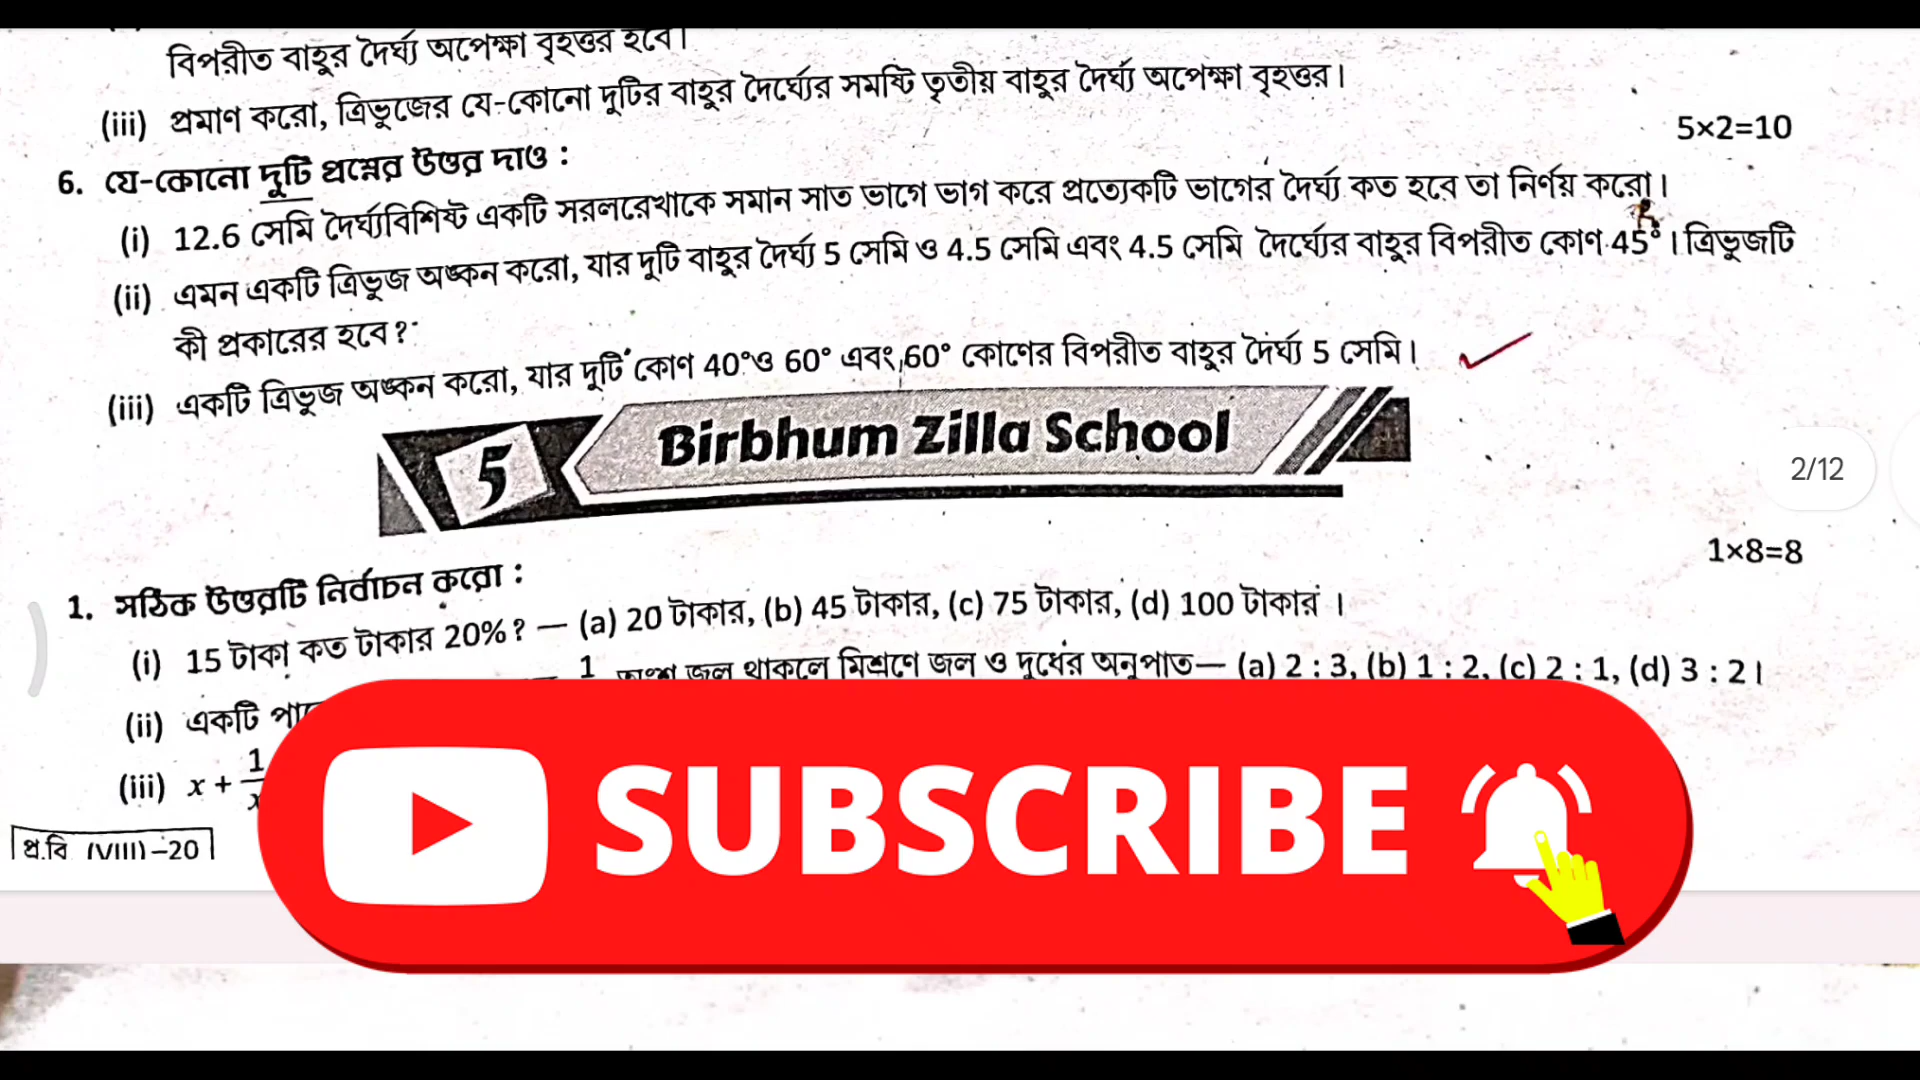 বিপরীত বাহুর দৈর্ঘ্য অপেক্ষা বৃহত্তর হবে।
(iii) প্রমাণ করো, ত্রিভুজের যে-কোনো দুটির বাহুর দৈর্ঘ্যের সমষ্টি তৃতীয় বাহুর দৈর্ঘ্য অপেক্ষা বৃহত্তর।
6. যে-কোনো দুটি প্রশ্নের উত্তর দাও : 5×2=10
(i) 12.6 সেমি দৈর্ঘ্যবিশিষ্ট একটি সরলরেখাকে সমান সাত ভাগে ভাগ করে প্রত্যেকটি ভাগের দৈর্ঘ্য কত হবে তা নির্ণয় করো।
(ii) এমন একটি ত্রিভুজ অঙ্কন করো, যার দুটি বাহুর দৈর্ঘ্য 5 সেমি ও 4.5 সেমি এবং 4.5 সেমি দৈর্ঘ্যের বাহুর বিপরীত কোণ 45°। ত্রিভুজটি
কী প্রকারের হবে?
(iii) একটি ত্রিভুজ অঙ্কন করো, যার দুটি কোণ 40° ও 60° এবং 60° কোণের বিপরীত বাহুর দৈর্ঘ্য 5 সেমি।
5 Birbhum Zilla School
2/12
1. সঠিক উত্তরটি নির্বাচন করো : 1×8=8
(i) 15 টাকা কত টাকার 20%? — (a) 20 টাকার, (b) 45 টাকার, (c) 75 টাকার, (d) 100 টাকার।
(ii) একটি অংশ জল থাকলে মিশ্রণে জল ও দুধের অনুপাত— (a) 2 : 3, (b) 1 : 2, (c) 2 : 1, (d) 3 : 2।
(iii) x + 1/x
SUBSCRIBE
প্র.বি (VIII)–20